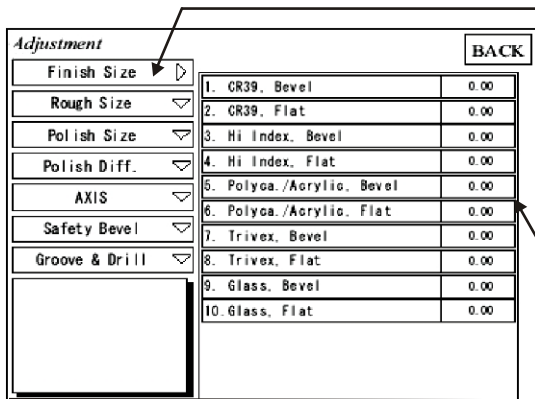 Adjustment
BACK
Finish Size
Rough Size
Polish Size
Polish Diff.
AXIS
Safety Bevel
Groove & Drill
1. CR39, Bevel 0.00
2. CR39, Flat 0.00
3. Hi Index, Bevel 0.00
4. Hi Index, Flat 0.00
5. Polyca./Acrylic, Bevel 0.00
6. Polyca./Acrylic, Flat 0.00
7. Trivex, Bevel 0.00
8. Trivex, Flat 0.00
9. Glass, Bevel 0.00
10. Glass, Flat 0.00